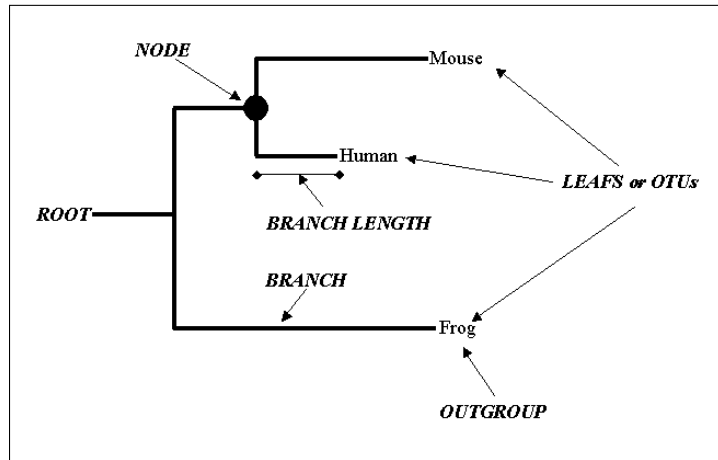 NODE
Mouse
Human
LEAFS or OTUs
ROOT
BRANCH LENGTH
BRANCH
Frog
OUTGROUP